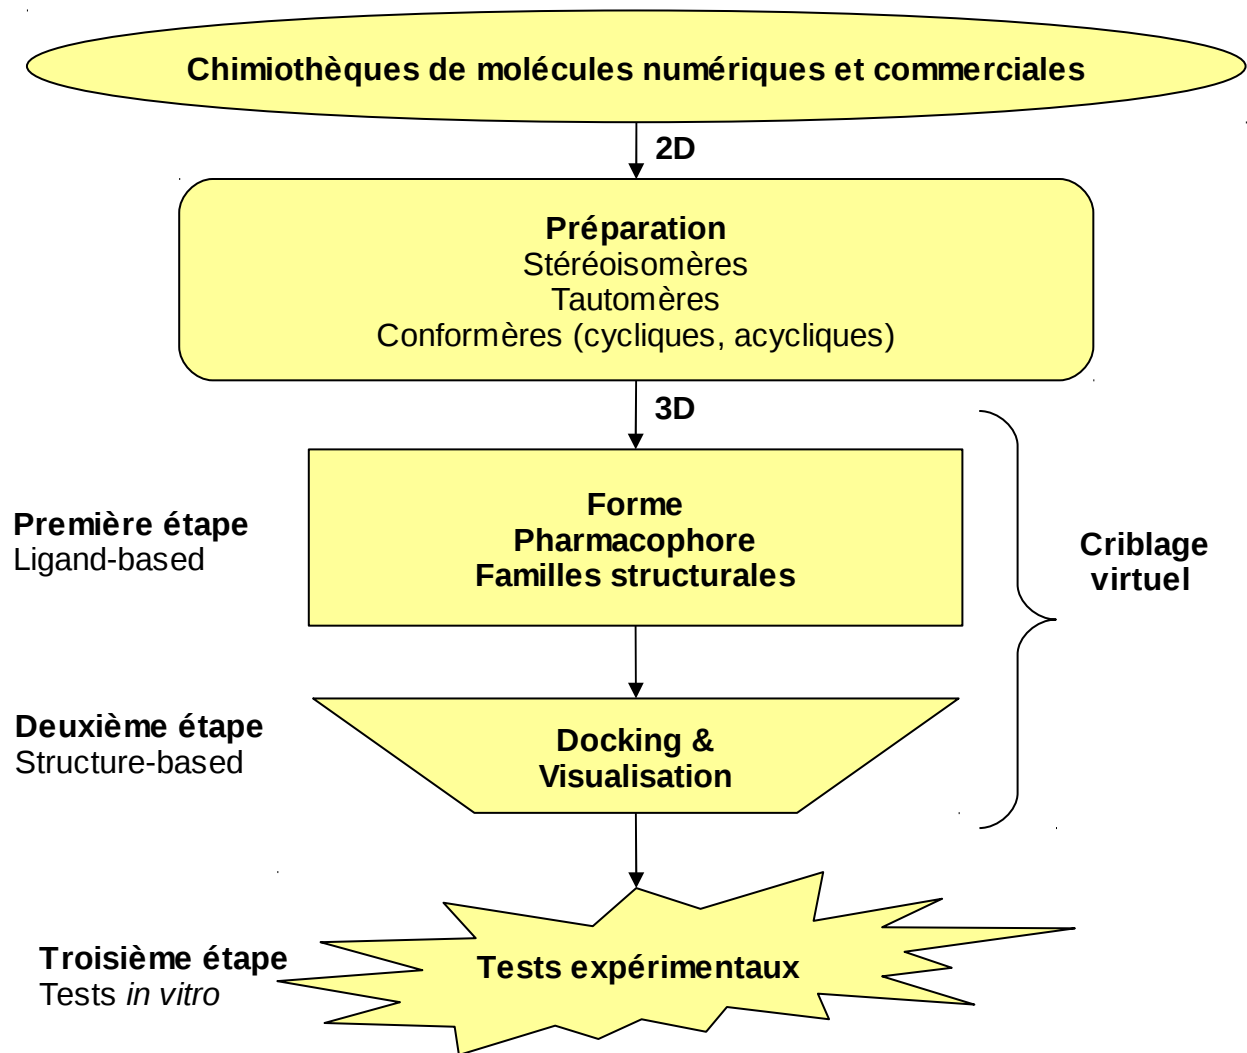 Chimiothèques de molécules numériques et commerciales
2D
Préparation
Stéréoisomères
Tautomères
Conformères (cycliques, acycliques)
3D
Première étape
Ligand-based
Forme
Pharmacophore
Familles structurales
Criblage
virtuel
Deuxième étape
Structure-based
Docking &
Visualisation
Troisième étape
Tests in vitro
Tests expérimentaux